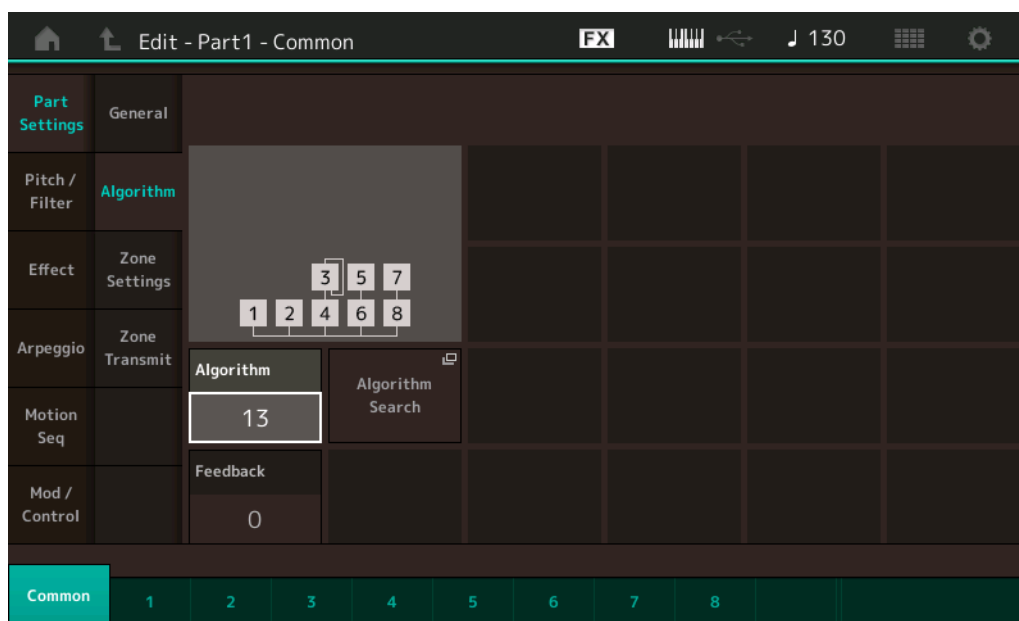 Edit - Part1 - Common
FX
♩ 130
Part
Settings
General
Pitch /
Filter
Algorithm
Effect
Zone
Settings
3 5 7
1 2 4 6 8
Arpeggio
Zone
Transmit
Algorithm
13
Algorithm
Search
Motion
Seq
Feedback
0
Mod /
Control
Common 1 2 3 4 5 6 7 8